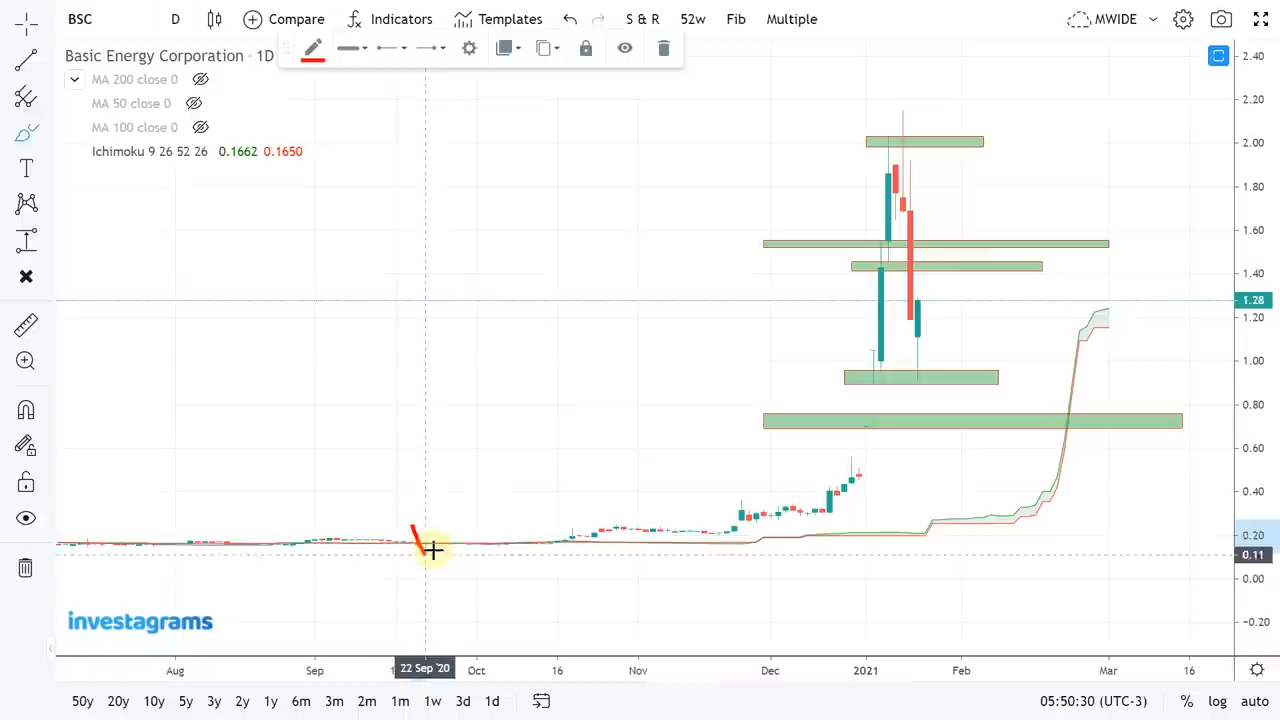 BSC D Compare Indicators Templates S & R 52w Fib Multiple MWIDE
Basic Energy Corporation · 1D
MA 200 close 0
MA 50 close 0
MA 100 close 0
Ichimoku 9 26 52 26 0.1662 0.1650
2.40
2.20
2.00
1.80
1.60
1.40
1.28
1.20
1.00
0.80
0.60
0.40
0.20
0.11
0.00
−0.20
investagrams
Aug Sep 22 Sep '20 Oct 16 Nov Dec 2021 Feb Mar 16
50y 20y 10y 5y 3y 2y 1y 6m 3m 2m 1m 1w 3d 1d 05:50:30 (UTC-3) % log auto